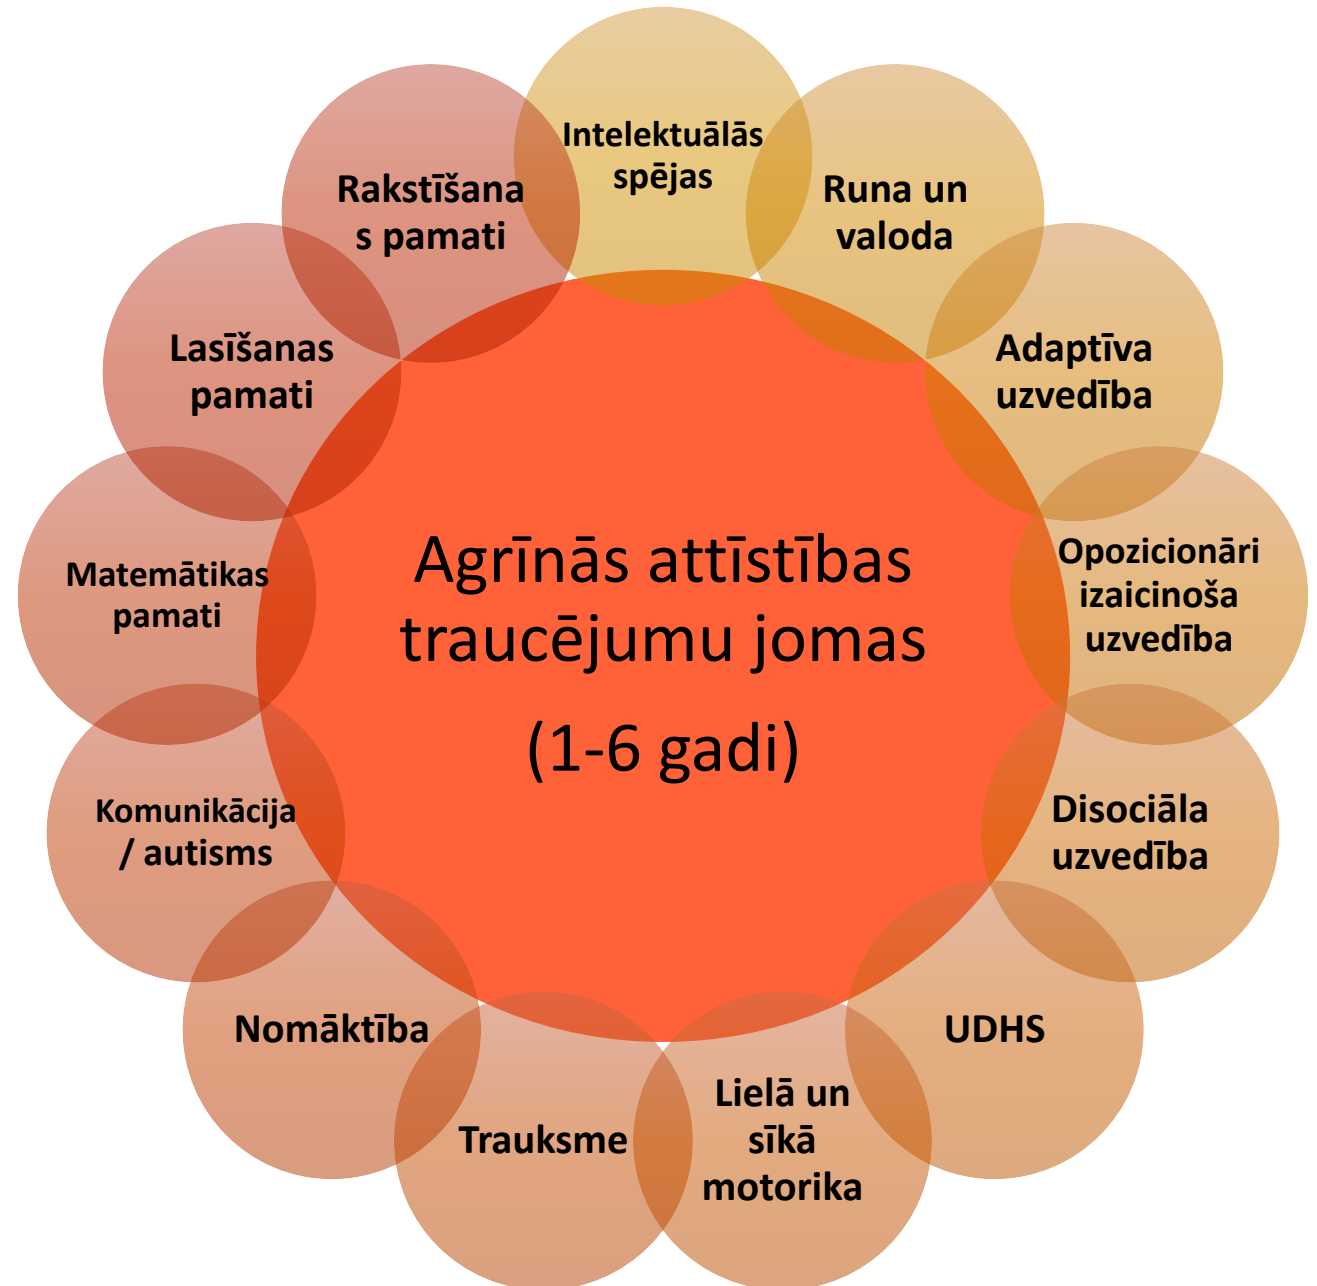 Intelektuālās
spējas
Runa un
valoda
Adaptīva
uzvedība
Opozicionāri
izaicinoša
uzvedība
Disociāla
uzvedība
UDHS
Lielā un
sīkā
motorika
Trauksme
Nomāktība
Komunikācija
/ autisms
Matemātikas
pamati
Lasīšanas
pamati
Rakstīšana
s pamati
Agrīnās attīstības
traucējumu jomas
(1-6 gadi)